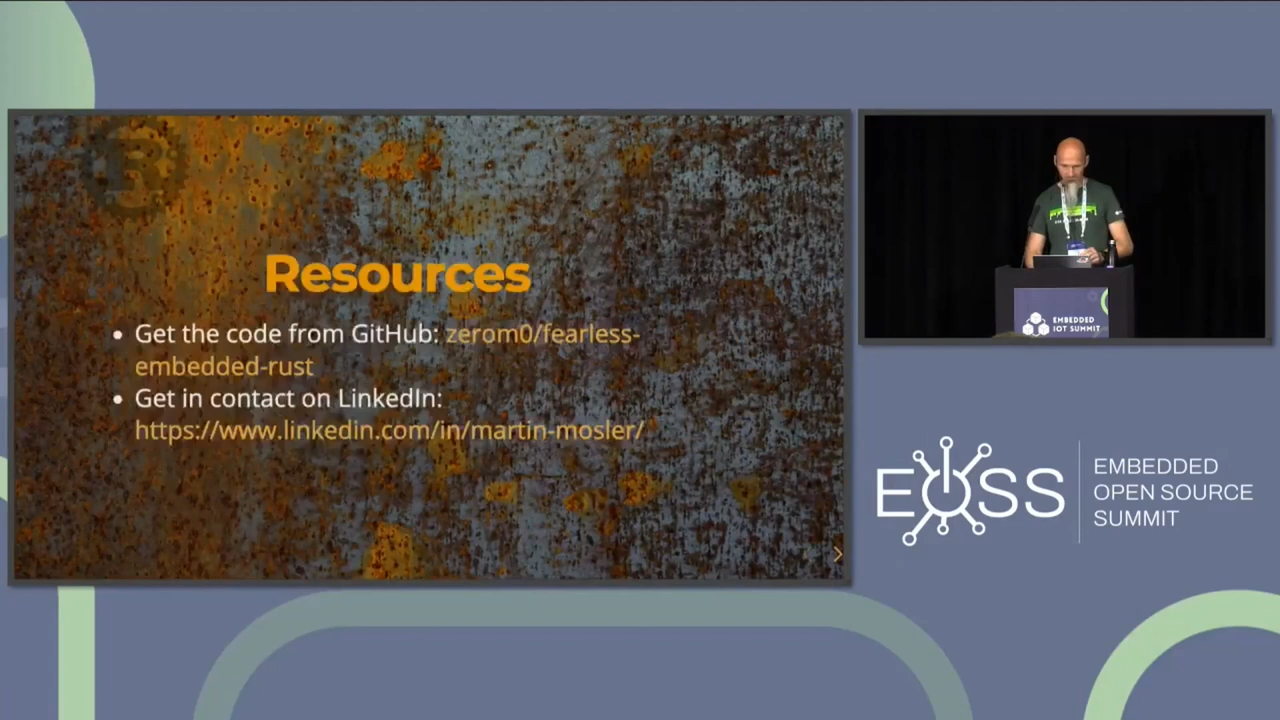 R
Resources
Get the code from GitHub: zerom0/fearless-
embedded-rust
Get in contact on LinkedIn:
https://www.linkedin.com/in/martin-mosler/
EMBEDDED
IOT SUMMIT
EOSS
EMBEDDED
OPEN SOURCE
SUMMIT